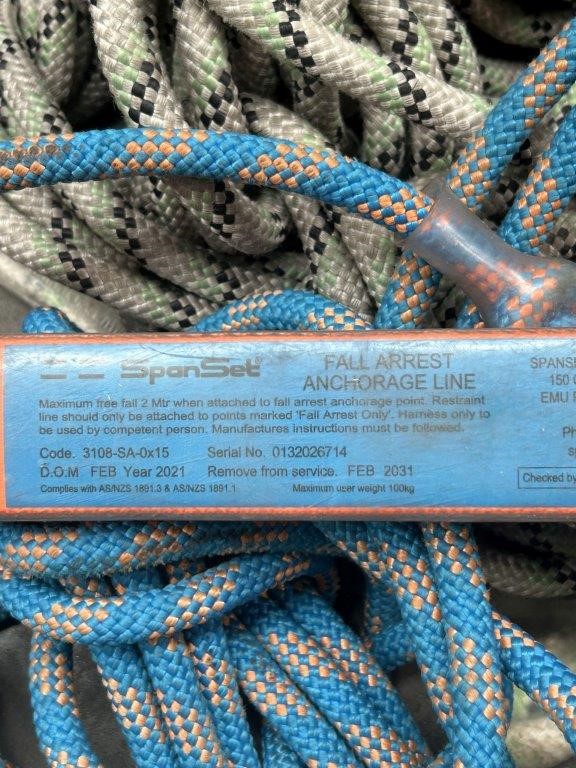 SpanSet
FALL ARREST
ANCHORAGE LINE
Maximum free fall 2 Mtr when attached to fall arrest anchorage point. Restraint
line should only be attached to points marked 'Fall Arrest Only'. Harness only to
be used by competent person. Manufactures instructions must be followed.
Code. 3108-SA-0x15 Serial No. 0132026714
D.O.M FEB Year 2021 Remove from service. FEB 2031
Complies with AS/NZS 1891.3 & AS/NZS 1891.1 Maximum user weight 100kg
SPANSE
150
EMU
Ph
sp
Checked by